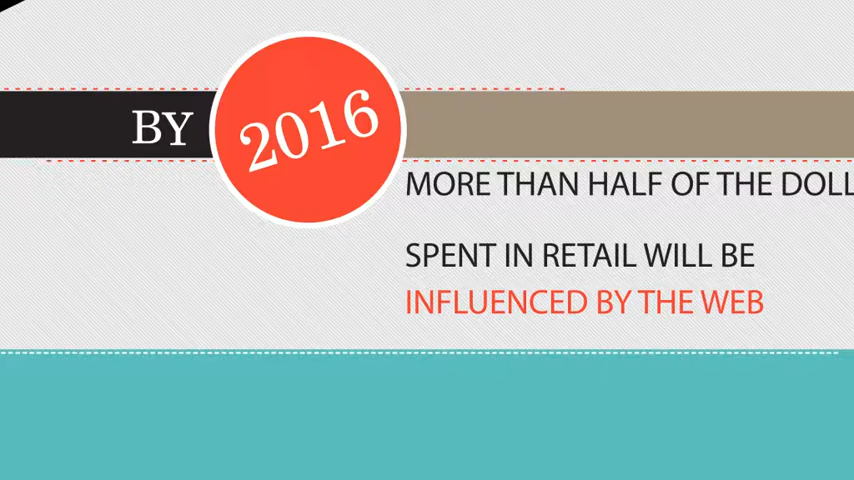 BY 2016
MORE THAN HALF OF THE DOLL
SPENT IN RETAIL WILL BE
INFLUENCED BY THE WEB